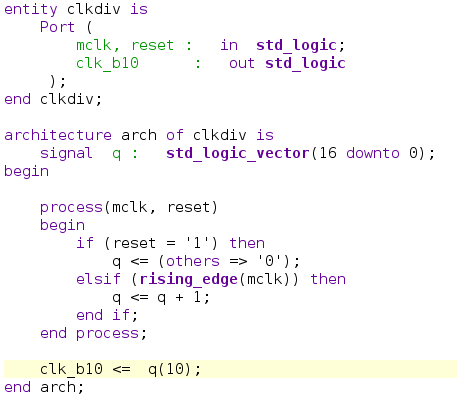 entity clkdiv is
    Port (
        mclk, reset :   in  std_logic;
        clk_b10      :   out std_logic
     );
end clkdiv;

architecture arch of clkdiv is
    signal  q :   std_logic_vector(16 downto 0);
begin

    process(mclk, reset)
    begin
        if (reset = '1') then
            q <= (others => '0');
        elsif (rising_edge(mclk)) then
            q <= q + 1;
        end if;
    end process;

    clk_b10 <=  q(10);
end arch;